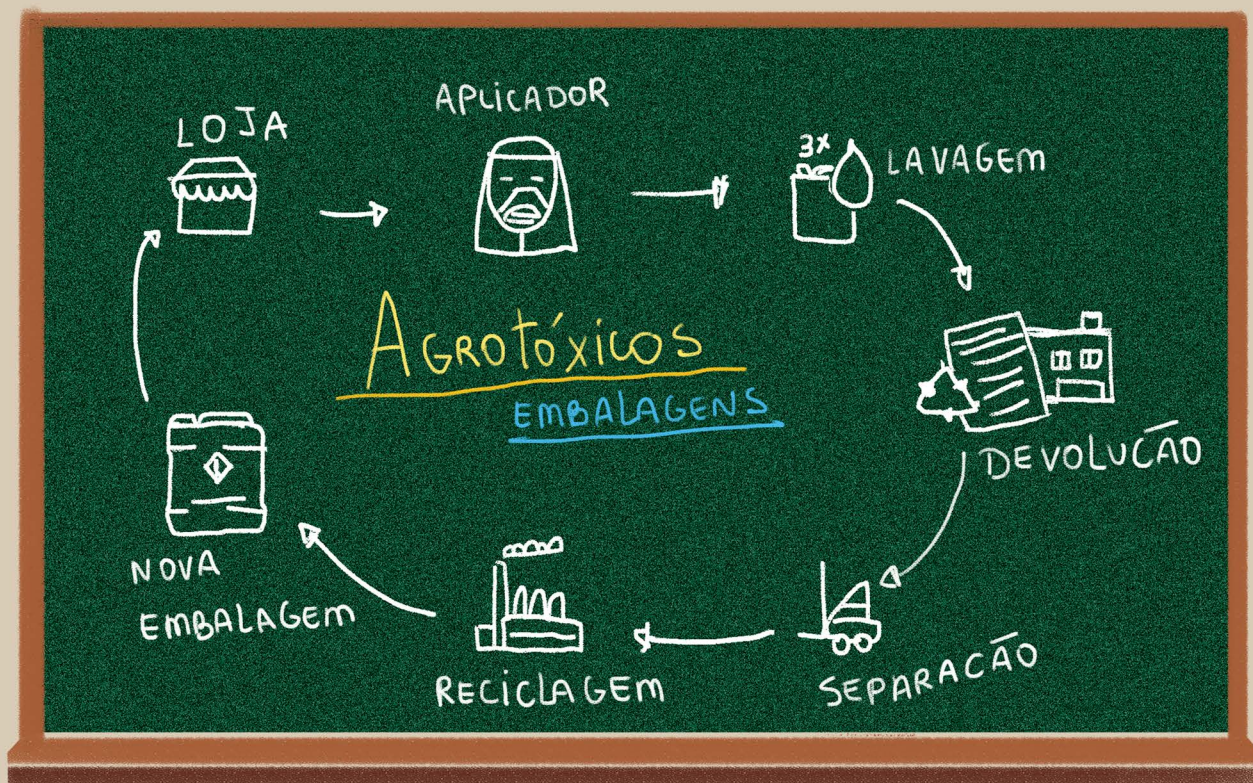 LOJA
APLICADOR
3X
LAVAGEM
AGROTÓXICOS
EMBALAGENS
DEVOLUCÃO
NOVA
EMBALAGEM
RECICLAGEM
SEPARACÃO